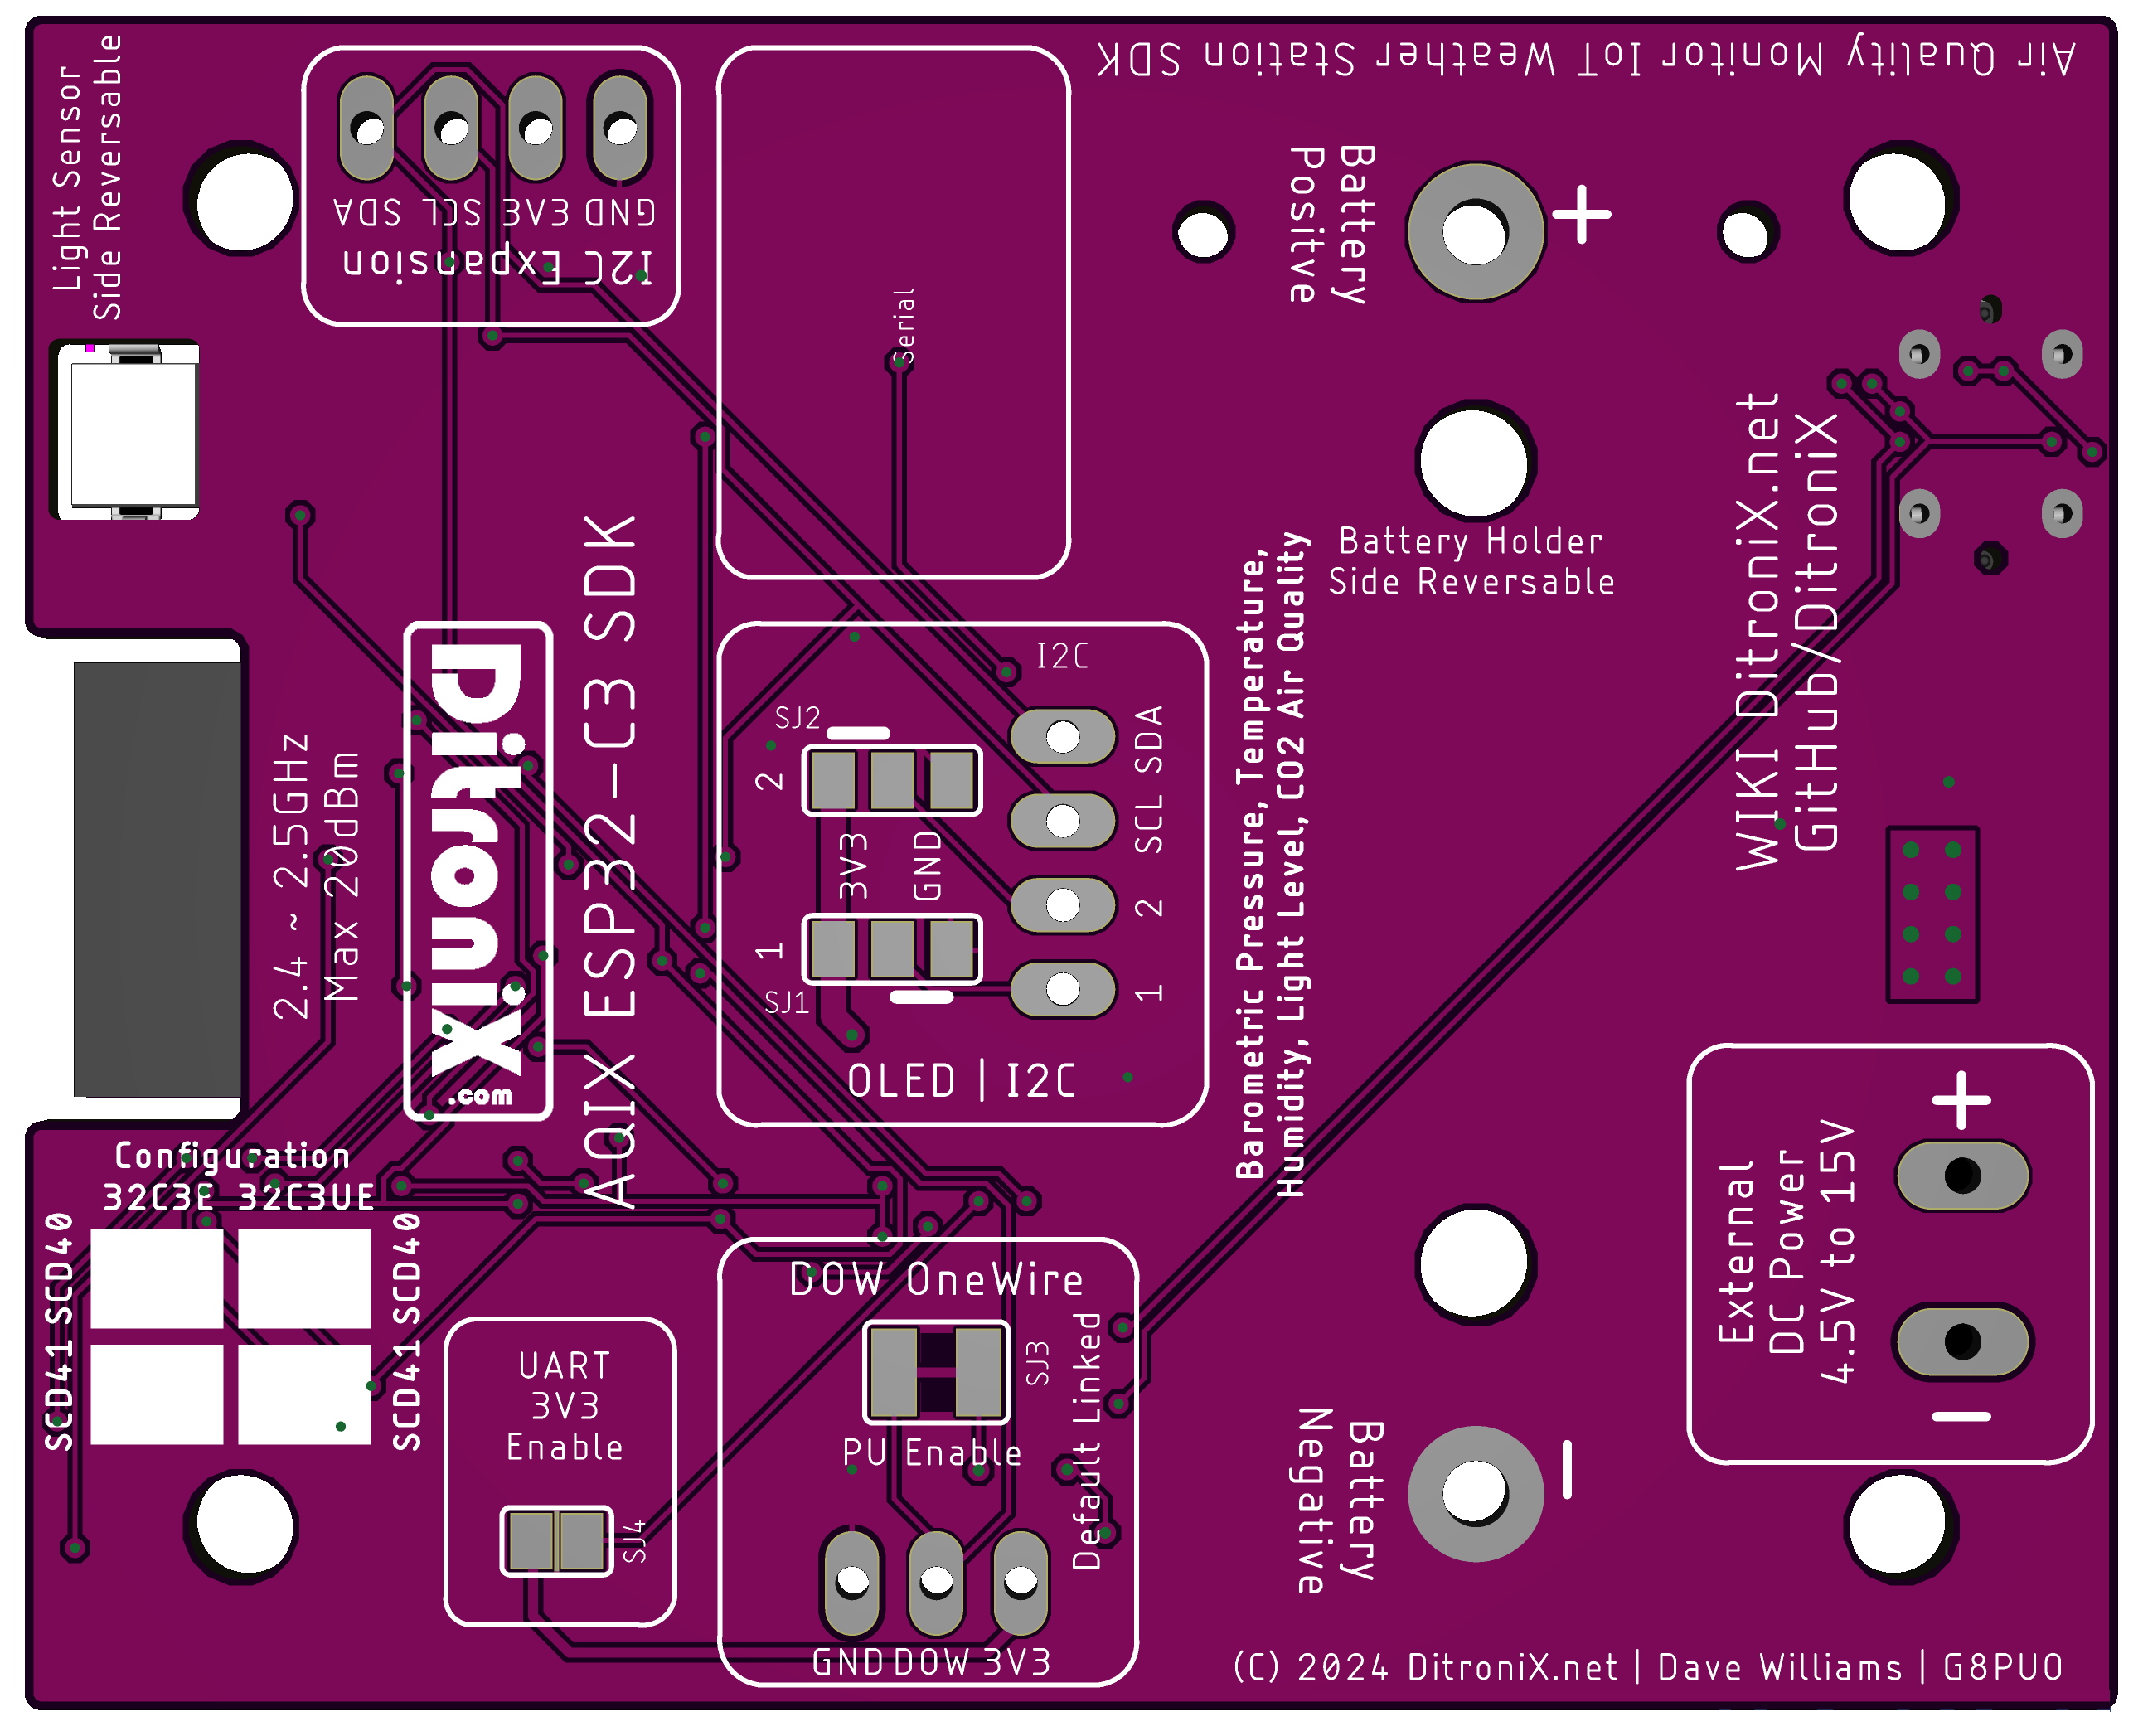 Air Quality Monitor IoT Weather Station SDK
Light Sensor
Side Reversable
SDA SCL 3V3 GND
I2C Expansion
Serial
Battery
Positve
+
Battery Holder
Side Reversable
WIKI DitroniX.net
GitHub/DitroniX
2.4 ~ 2.5GHz
Max 20dBm
Ditronix
.com
AQIX ESP32-C3 SDK
I2C
SJ2
2
3V3
GND
1
SJ1
SDA
SCL
2
1
OLED | I2C
Barometric Pressure, Temperature,
Humidity, Light Level, CO2 Air Quality
Configuration
32C3E 32C3UE
SCD40
SCD41
SCD40
SCD41
UART
3V3
Enable
SJ4
DOW OneWire
SJ3
PU Enable
Default Linked
GND DOW 3V3
Battery
Negative
-
External
DC Power
4.5V to 15V
+
-
(C) 2024 DitroniX.net | Dave Williams | G8PUO